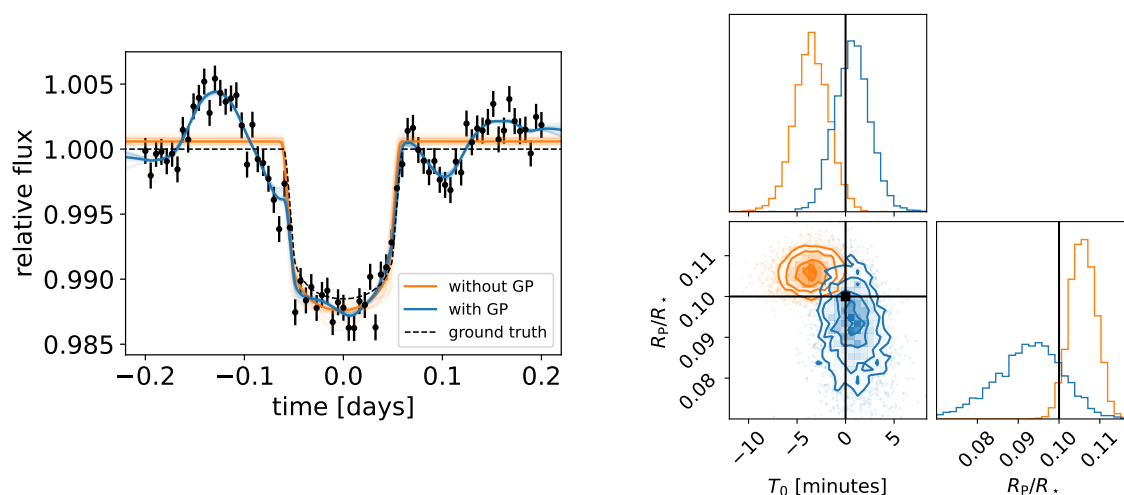 1.005
1.000
0.995
0.990
0.985
relative flux
without GP
with GP
ground truth
−0.2 −0.1 0.0 0.1 0.2
time [days]
0.11
0.10
0.09
0.08
R_P/R_⋆
−10 −5 0 5
T_0 [minutes]
0.08 0.09 0.10 0.11
R_P/R_⋆